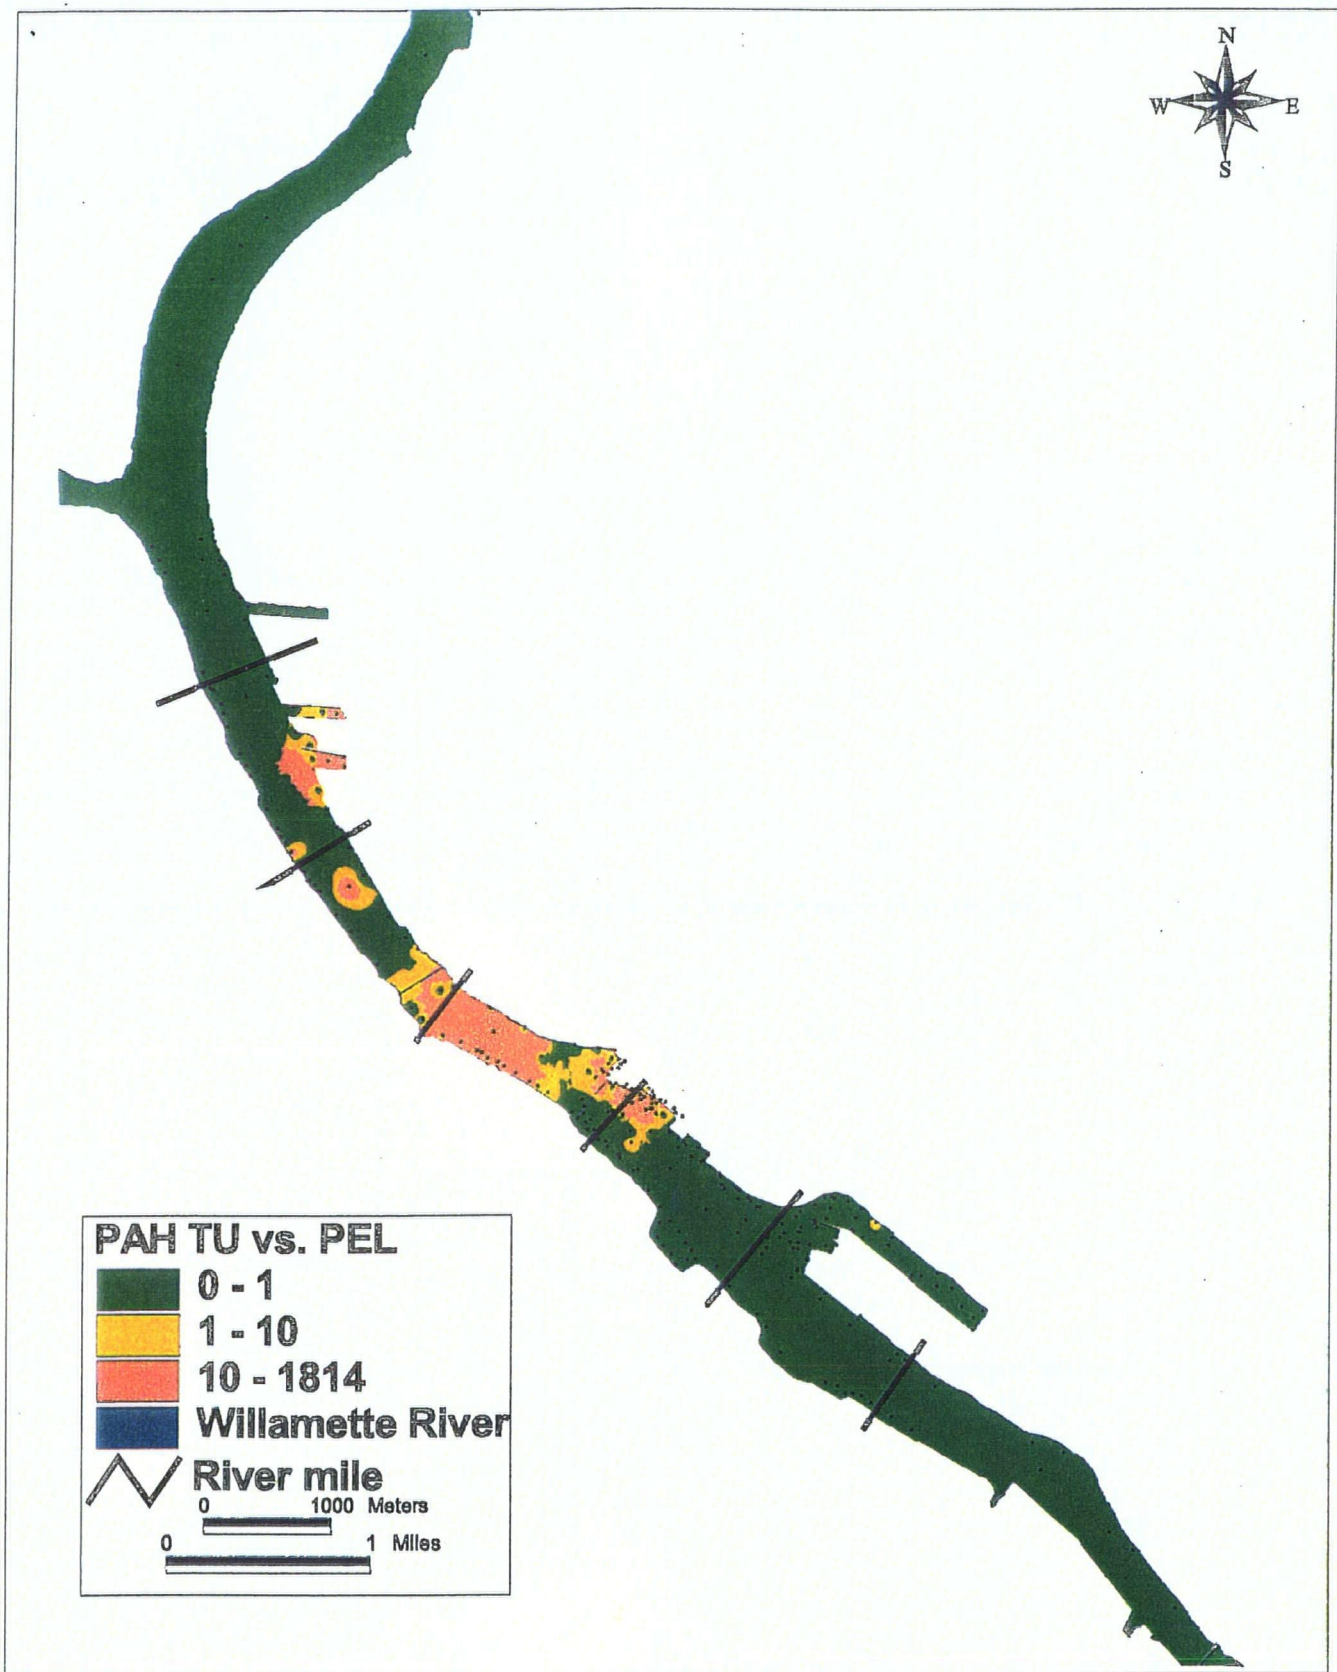 N
W E
S
PAH TU vs. PEL
0 - 1
1 - 10
10 - 1814
Willamette River
River mile
0 1000 Meters
0 1 Miles